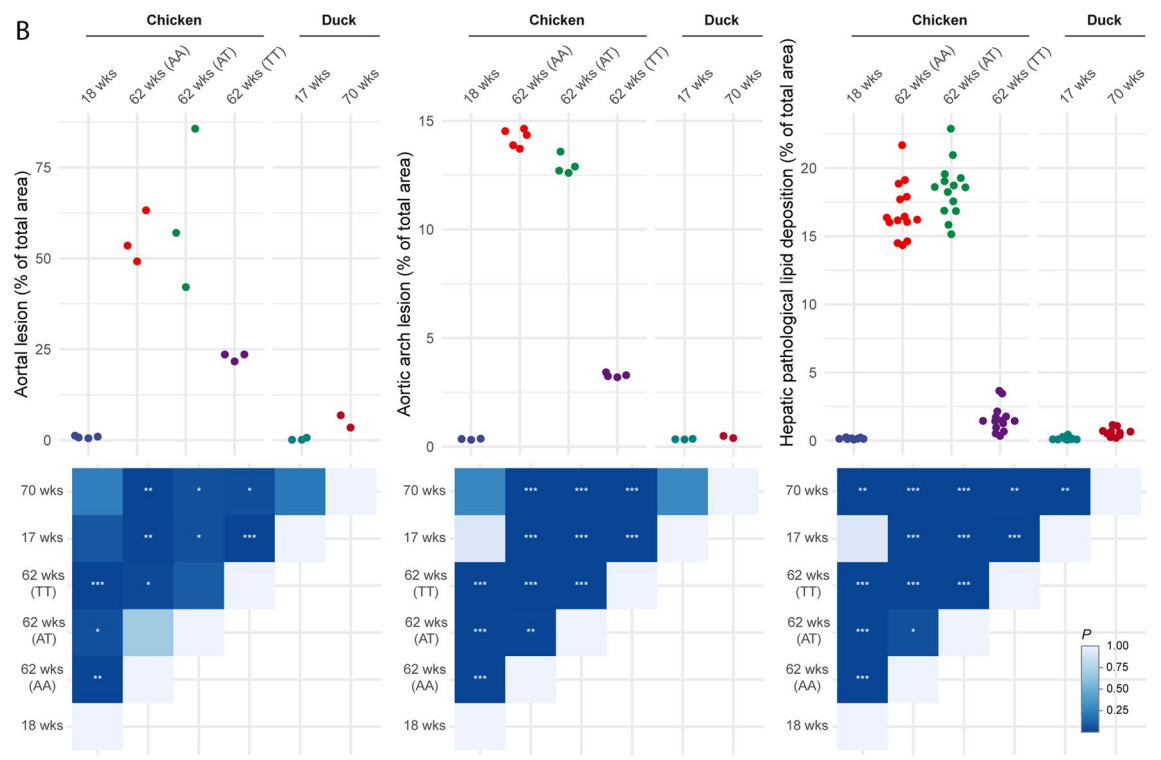 B
Chicken Duck
18 wks 62 wks (AA) 62 wks (AT) 62 wks (TT) 17 wks 70 wks
Aortal lesion (% of total area)
75
50
25
0
Chicken Duck
18 wks 62 wks (AA) 62 wks (AT) 62 wks (TT) 17 wks 70 wks
Aortic arch lesion (% of total area)
15
10
5
0
Chicken Duck
18 wks 62 wks (AA) 62 wks (AT) 62 wks (TT) 17 wks 70 wks
Hepatic pathological lipid deposition (% of total area)
20
15
10
5
0
70 wks ** * *
17 wks ** * ***
62 wks
(TT) *** *
62 wks
(AT) *
62 wks
(AA) **
18 wks
70 wks *** *** ***
17 wks *** *** ***
62 wks
(TT) *** *** ***
62 wks
(AT) *** **
62 wks
(AA) ***
18 wks
70 wks ** *** *** ** **
17 wks *** *** ***
62 wks
(TT) *** *** ***
62 wks
(AT) *** *
62 wks
(AA) ***
18 wks
P
1.00
0.75
0.50
0.25